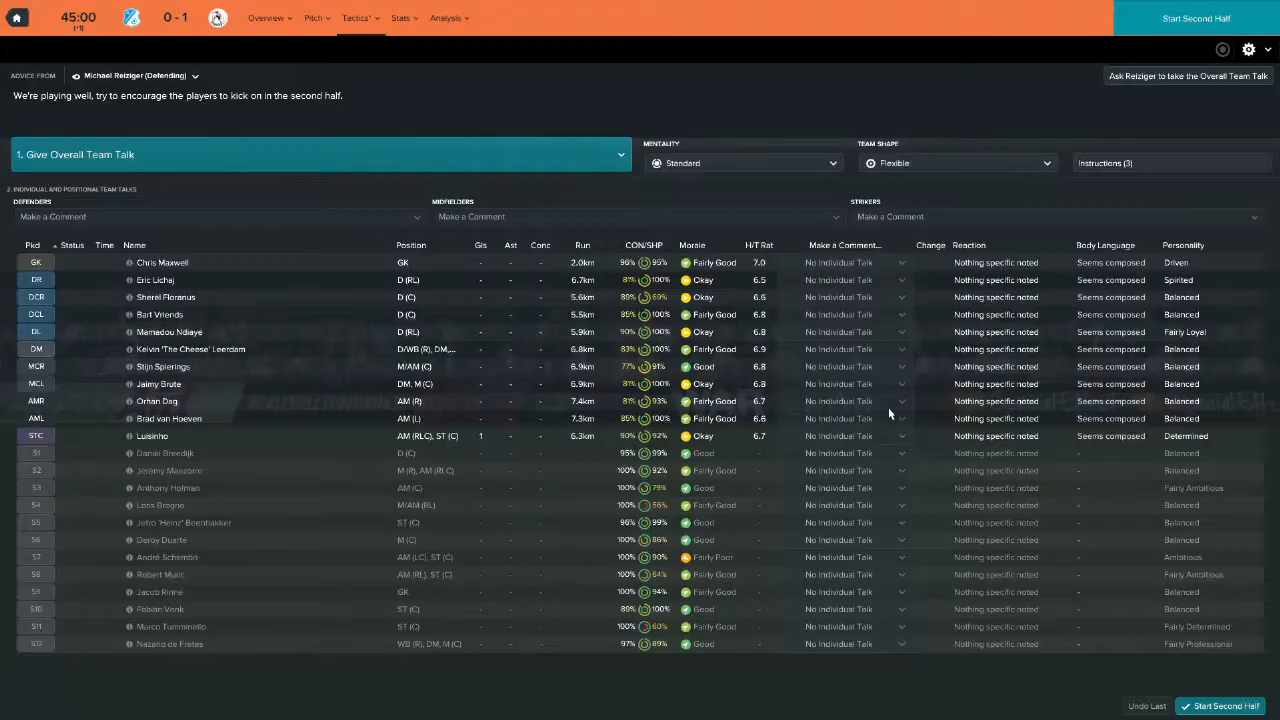 45:00 0 - 1 Overview Pitch Tactics* Stats Analysis Start Second Half
(+1)
ADVICE FROM Michael Reiziger (Defending) Ask Reiziger to take the Overall Team Talk
We're playing well, try to encourage the players to kick on in the second half.
MENTALITY TEAM SHAPE
1. Give Overall Team Talk Standard Flexible Instructions (3)
2. INDIVIDUAL AND POSITIONAL TEAM TALKS
DEFENDERS MIDFIELDERS STRIKERS
Make a Comment Make a Comment Make a Comment
Pkd Status Time Name Position Gls Ast Conc Run CON/SHP Morale H/T Rat Make a Comment... Change Reaction Body Language Personality
GK Chris Maxwell GK - - - 2.0km 96% 95% Fairly Good 7.0 No Individual Talk Nothing specific noted Seems composed Driven
DR Eric Lichaj D (RL) - - - 6.7km 81% 100% Okay 6.5 No Individual Talk Nothing specific noted Seems composed Spirited
DCR Sherel Floranus D (C) - - - 5.6km 89% 69% Okay 6.6 No Individual Talk Nothing specific noted Seems composed Balanced
DCL Bart Vriends D (C) - - - 5.5km 85% 100% Fairly Good 6.8 No Individual Talk Nothing specific noted Seems composed Balanced
DL Mamadou Ndiaye D (RL) - - - 5.9km 90% 100% Okay 6.8 No Individual Talk Nothing specific noted Seems composed Fairly Loyal
DM Kelvin 'The Cheese' Leerdam D/WB (R), DM,... - - - 6.8km 83% 100% Fairly Good 6.9 No Individual Talk Nothing specific noted Seems composed Balanced
MCR Stijn Spierings M/AM (C) - - - 6.9km 77% 91% Good 6.8 No Individual Talk Nothing specific noted Seems composed Balanced
MCL Jaimy Brute DM, M (C) - - - 6.9km 81% 100% Okay 6.8 No Individual Talk Nothing specific noted Seems composed Balanced
AMR Orhan Dag AM (R) - - - 7.4km 81% 93% Fairly Good 6.7 No Individual Talk Nothing specific noted Seems composed Balanced
AML Brad van Hoeven AM (L) - - - 7.3km 85% 100% Fairly Good 6.6 No Individual Talk Nothing specific noted Seems composed Balanced
STC Luisinho AM (RLC), ST (C) 1 - - 6.3km 90% 92% Okay 6.7 No Individual Talk Nothing specific noted Seems composed Determined
S1 Daniel Breedijk D (C) - - - 95% 99% Good - No Individual Talk Nothing specific noted - Balanced
S2 Jeremy Manzorro M (R), AM (RLC) - - - 100% 92% Fairly Good - No Individual Talk Nothing specific noted - Balanced
S3 Anthony Hofman AM (C) - - - 100% 79% Good - No Individual Talk Nothing specific noted - Fairly Ambitious
S4 Lans Brogno M/AM (RL) - - - 100% 56% Fairly Good - No Individual Talk Nothing specific noted - Balanced
S5 Jetro 'Heinz' Beenhakker ST (C) - - - 96% 99% Good - No Individual Talk Nothing specific noted - Balanced
S6 Deroy Duarte M (C) - - - 100% 86% Good - No Individual Talk Nothing specific noted - Balanced
S7 André Schembri AM (LC), ST (C) - - - 100% 90% Fairly Poor - No Individual Talk Nothing specific noted - Ambitious
S8 Robert Muric AM (RL), ST (C) - - - 100% 64% Fairly Good - No Individual Talk Nothing specific noted - Fairly Ambitious
S9 Jacob Rinne GK - - - 100% 94% Good - No Individual Talk Nothing specific noted - Balanced
S10 Fabian Vonk ST (C) - - - 89% 100% Good - No Individual Talk Nothing specific noted - Balanced
S11 Marco Tumminello ST (C) - - - 100% 60% Fairly Good - No Individual Talk Nothing specific noted - Fairly Determined
S12 Nazario de Fretes WB (R), DM, M (C) - - - 97% 89% Good - No Individual Talk Nothing specific noted - Fairly Professional
Undo Last Start Second Half